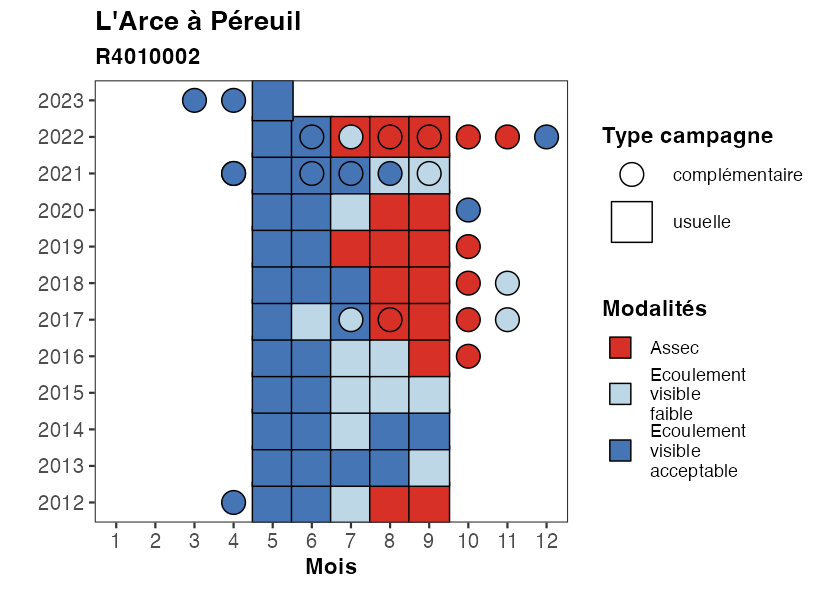 L'Arce à Péreuil
R4010002
2023
2022
2021
2020
2019
2018
2017
2016
2015
2014
2013
2012
1 2 3 4 5 6 7 8 9 10 11 12
Mois
Type campagne
complémentaire
usuelle
Modalités
Assec
Ecoulement
visible
faible
Ecoulement
visible
acceptable